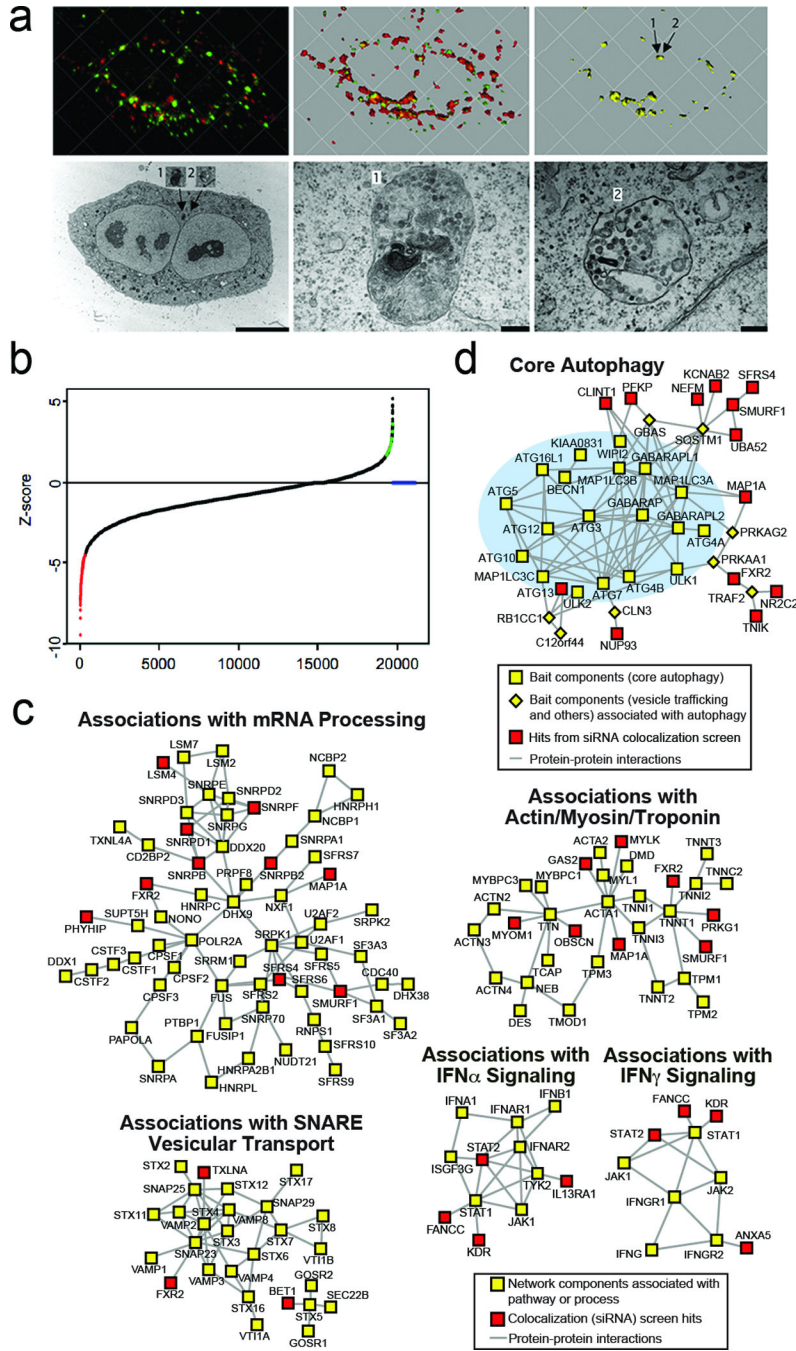 a
1 2
1 2
1
2
b
Z-score
5
0
-5
-10
0 5000 10000 15000 20000
c
Associations with mRNA Processing
LSM7
LSM2
LSM4
SNRPE
SNRPD2
SNRPD3
SNRPF
SNRPG
SNRPD1
TXNL4A
DDX20
CD2BP2
SNRPB
PRPF8
SNRPB2
NCBP2
HNRPH1
NCBP1
SNRPA1
SFRS7
MAP1A
FXR2
HNRPC
DHX9
NXF1
PHYHIP
SUPT5H
NONO
U2AF2
SRPK2
POLR2A
SRPK1
U2AF1
CSTF3
CPSF1
SRRM1
SF3A3
DDX1
CSTF1
SFRS4
SFRS5
CSTF2
CPSF2
SFRS6
CDC40
CPSF3
FUS
SFRS2
SMURF1
DHX38
PTBP1
SNRP70
SF3A1
PAPOLA
FUSIP1
RNPS1
SF3A2
SFRS10
SNRPA
HNRPA2B1
NUDT21
HNRPL
SFRS9
Associations with SNARE
Vesicular Transport
STX2
TXLNA
STX17
SNAP25
STX12
SNAP29
STX11
STX4
VAMP8
STX8
VAMP2
STX3
STX7
SNAP23
STX6
VTI1B
VAMP1
VAMP3
VAMP4
GOSR2
FXR2
STX16
BET1
SEC22B
STX5
VTI1A
GOSR1
d
Core Autophagy
KCNAB2
CLINT1
PFKP
NEFM
SFRS4
SMURF1
GBAS
SQSTM1
UBA52
KIAA0831
WIPI2
GABARAPL1
ATG16L1
BECN1
MAP1LC3B
MAP1LC3A
MAP1A
ATG5
GABARAP
GABARAPL2
ATG12
ATG3
ATG4A
PRKAG2
ATG10
PRKAA1
MAP1LC3C
ULK1
FXR2
ATG13
ULK2
ATG7
ATG4B
TRAF2
NR2C2
RB1CC1
CLN3
TNIK
C12orf44
NUP93
Bait components (core autophagy)
Bait components (vesicle trafficking
and others) associated with autophagy
Hits from siRNA colocalization screen
Protein-protein interactions
Associations with
Actin/Myosin/Troponin
ACTA2
MYLK
TNNT3
GAS2
DMD
FXR2
MYBPC3
MYBPC1
MYL1
TNNI2
TNNC2
ACTN2
ACTA1
TNNI1
TNNT1
TTN
PRKG1
ACTN3
MYOM1
OBSCN
MAP1A
TNNI3
SMURF1
TCAP
TPM3
ACTN4
NEB
TPM1
TNNT2
DES
TMOD1
TPM2
Associations with
IFNα Signaling
IFNA1
IFNAR1
IFNB1
STAT2
IFNAR2
ISGF3G
TYK2
IL13RA1
STAT1
FANCC
JAK1
KDR
Associations with
IFNγ Signaling
FANCC
KDR
STAT2
STAT1
JAK1
JAK2
IFNGR1
ANXA5
IFNG
IFNGR2
Network components associated with
pathway or process
Colocalization (siRNA) screen hits
Protein-protein interactions